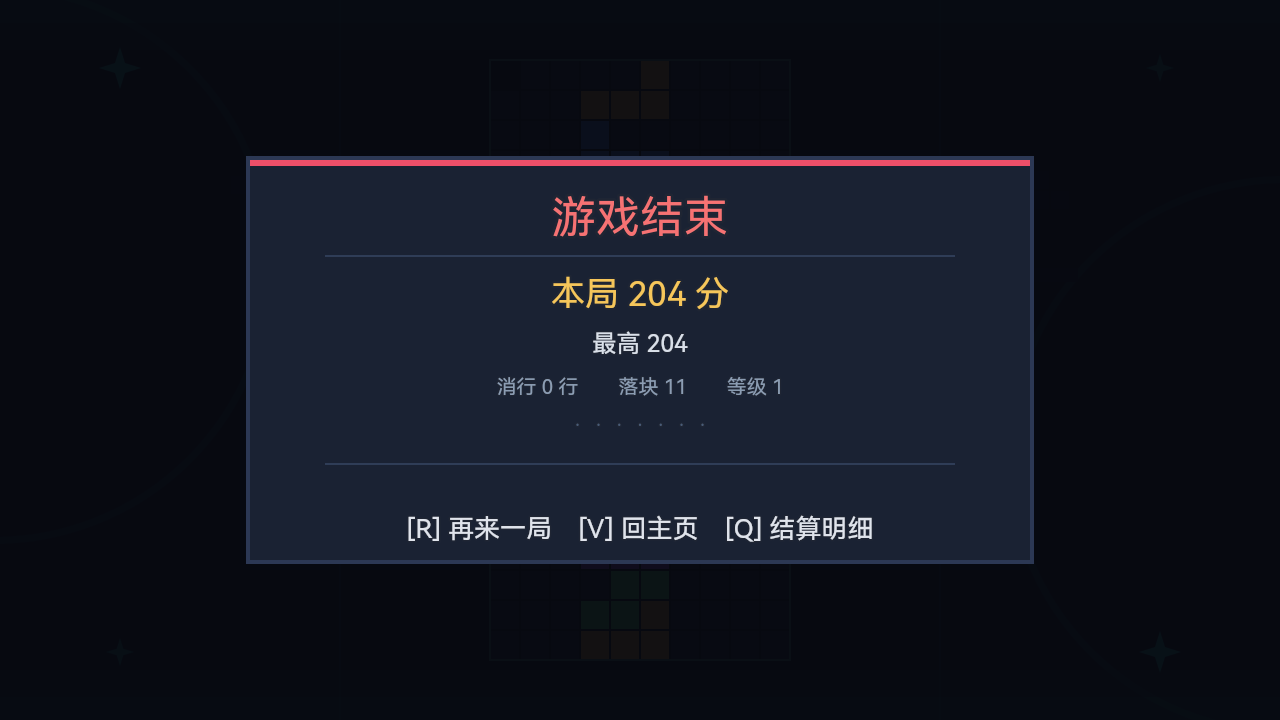 游戏结束
本局 204 分
最高 204
消行 0 行 落块 11 等级 1
· · · · · · ·
[R] 再来一局 [V] 回主页 [Q] 结算明细